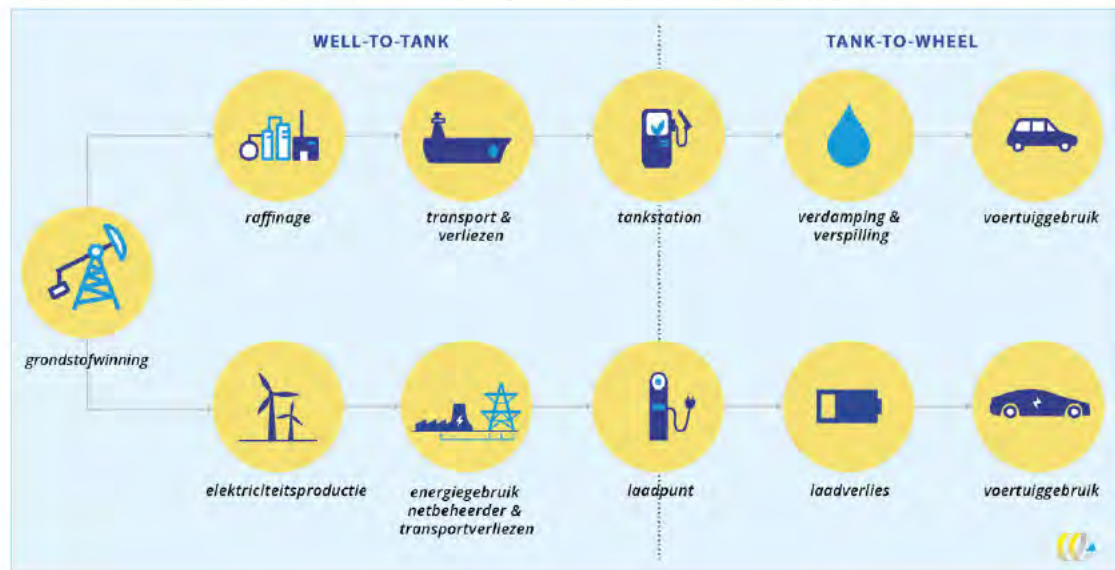 WELL-TO-TANK
TANK-TO-WHEEL
raffinage
transport &
verliezen
tankstation
verdamping &
verspilling
voertuiggebruik
grondstofwinning
elektriciteitsproductie
energiegebruik
netbeheerder &
transportverliezen
laadpunt
laadverlies
voertuiggebruik